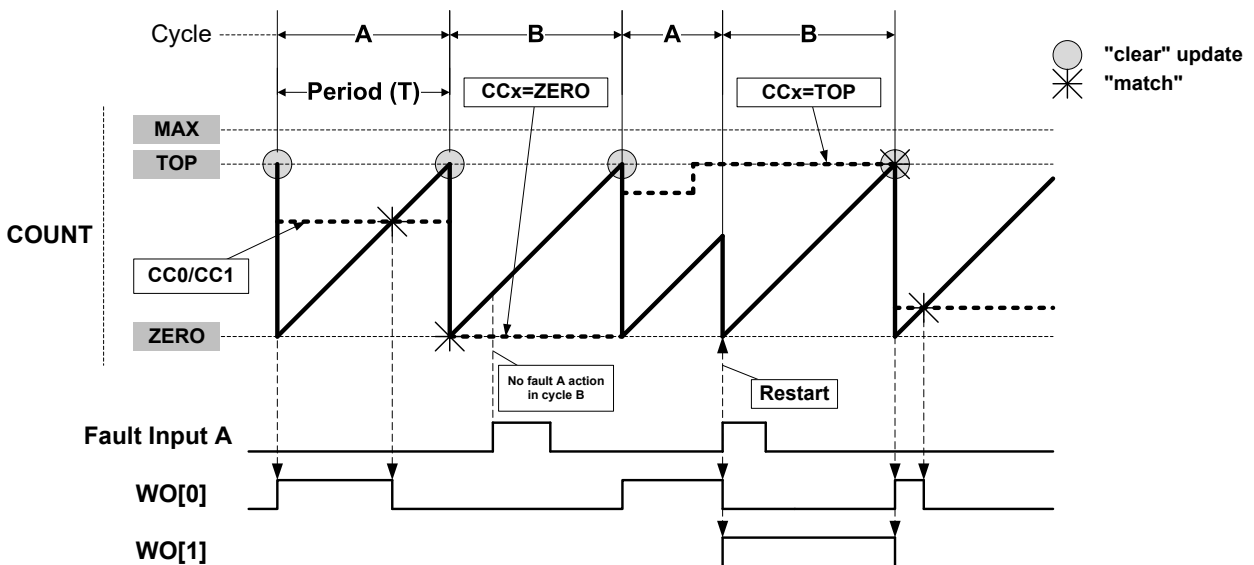 Cycle A B A B
"clear" update
"match"
Period (T)
CCx=ZERO
CCx=TOP
MAX
TOP
COUNT
CC0/CC1
ZERO
No fault A action
in cycle B
Restart
Fault Input A
WO[0]
WO[1]